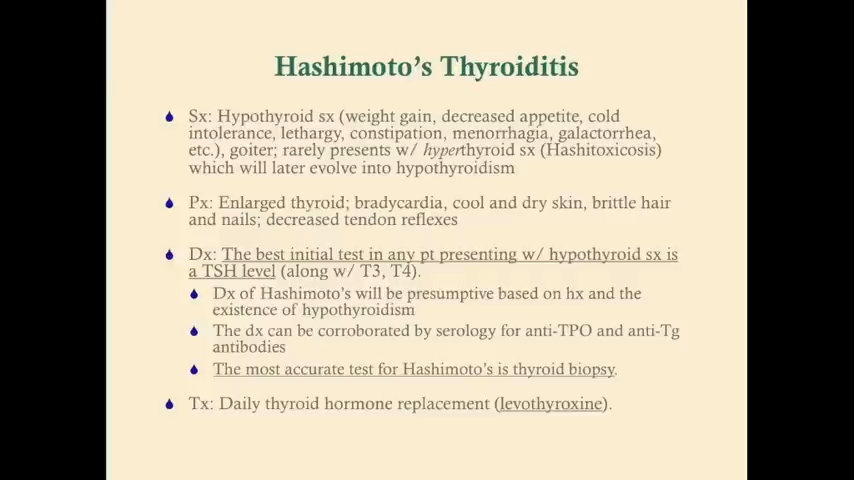 Hashimoto's Thyroiditis
Sx: Hypothyroid sx (weight gain, decreased appetite, cold
intolerance, lethargy, constipation, menorrhagia, galactorrhea,
etc.), goiter; rarely presents w/ hyperthyroid sx (Hashitoxicosis)
which will later evolve into hypothyroidism
Px: Enlarged thyroid; bradycardia, cool and dry skin, brittle hair
and nails; decreased tendon reflexes
Dx: The best initial test in any pt presenting w/ hypothyroid sx is
a TSH level (along w/ T3, T4).
Dx of Hashimoto's will be presumptive based on hx and the
existence of hypothyroidism
The dx can be corroborated by serology for anti-TPO and anti-Tg
antibodies
The most accurate test for Hashimoto's is thyroid biopsy.
Tx: Daily thyroid hormone replacement (levothyroxine).